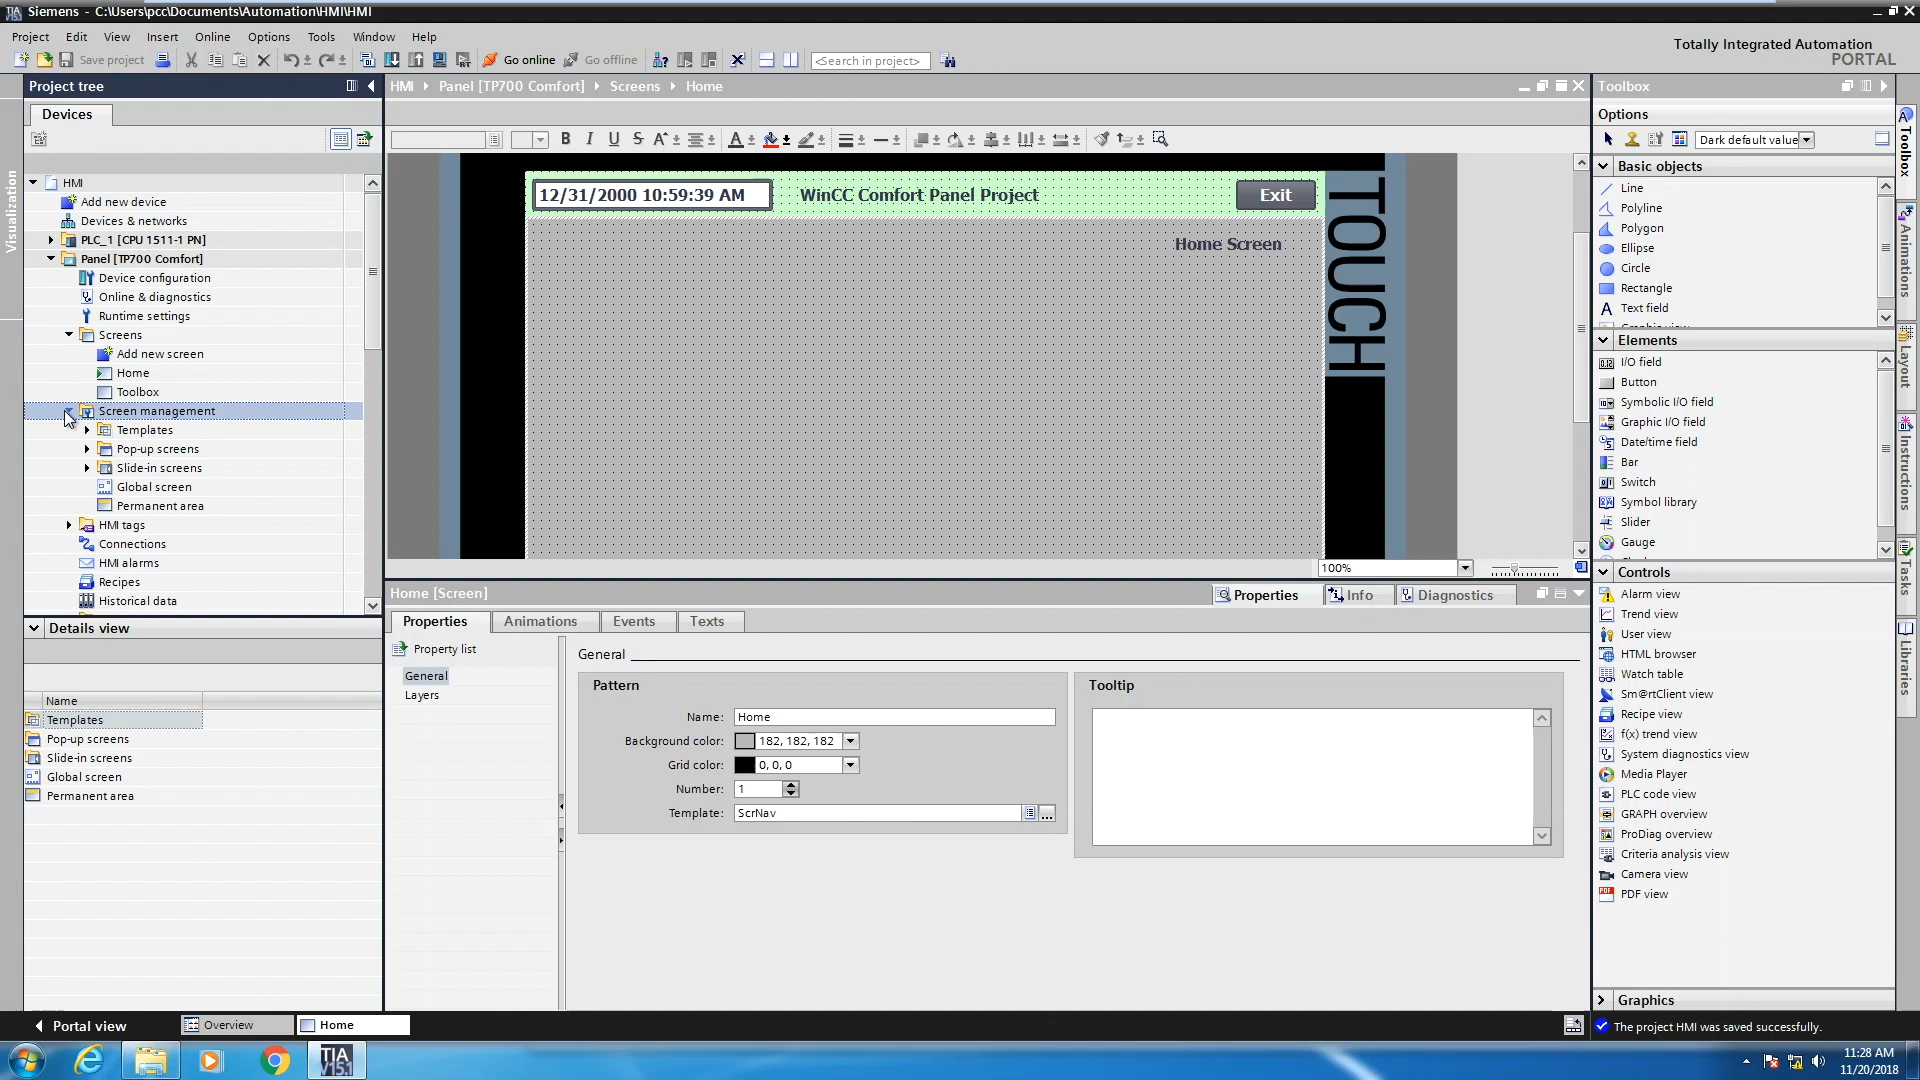 Siemens - C:\Users\pcc\Documents\Automation\HMI\HMI
Project Edit View Insert Online Options Tools Window Help
Totally Integrated Automation
PORTAL
Save project Go online Go offline <Search in project>
Project tree
Devices
Visualization
HMI
Add new device
Devices & networks
PLC_1 [CPU 1511-1 PN]
Panel [TP700 Comfort]
Device configuration
Online & diagnostics
Runtime settings
Screens
Add new screen
Home
Toolbox
Screen management
Templates
Pop-up screens
Slide-in screens
Global screen
Permanent area
HMI tags
Connections
HMI alarms
Recipes
Historical data
Details view
Name
Templates
Pop-up screens
Slide-in screens
Global screen
Permanent area
HMI Panel [TP700 Comfort] Screens Home
12/31/2000 10:59:39 AM WinCC Comfort Panel Project Exit
Home Screen
TOUCH
100%
Home [Screen] Properties Info Diagnostics
Properties Animations Events Texts
Property list
General
Layers
General
Pattern
Name: Home
Background color: 182, 182, 182
Grid color: 0, 0, 0
Number: 1
Template: ScrNav
Tooltip
Toolbox
Options
Dark default value
Basic objects
Line
Polyline
Polygon
Ellipse
Circle
Rectangle
Text field
Elements
I/O field
Button
Symbolic I/O field
Graphic I/O field
Date/time field
Bar
Switch
Symbol library
Slider
Gauge
Controls
Alarm view
Trend view
User view
HTML browser
Watch table
Sm@rtClient view
Recipe view
f(x) trend view
System diagnostics view
Media Player
PLC code view
GRAPH overview
ProDiag overview
Criteria analysis view
Camera view
PDF view
Graphics
Toolbox
Animations
Layout
Instructions
Tasks
Libraries
Portal view Overview Home
The project HMI was saved successfully.
TIA V15.1
11:28 AM
11/20/2018